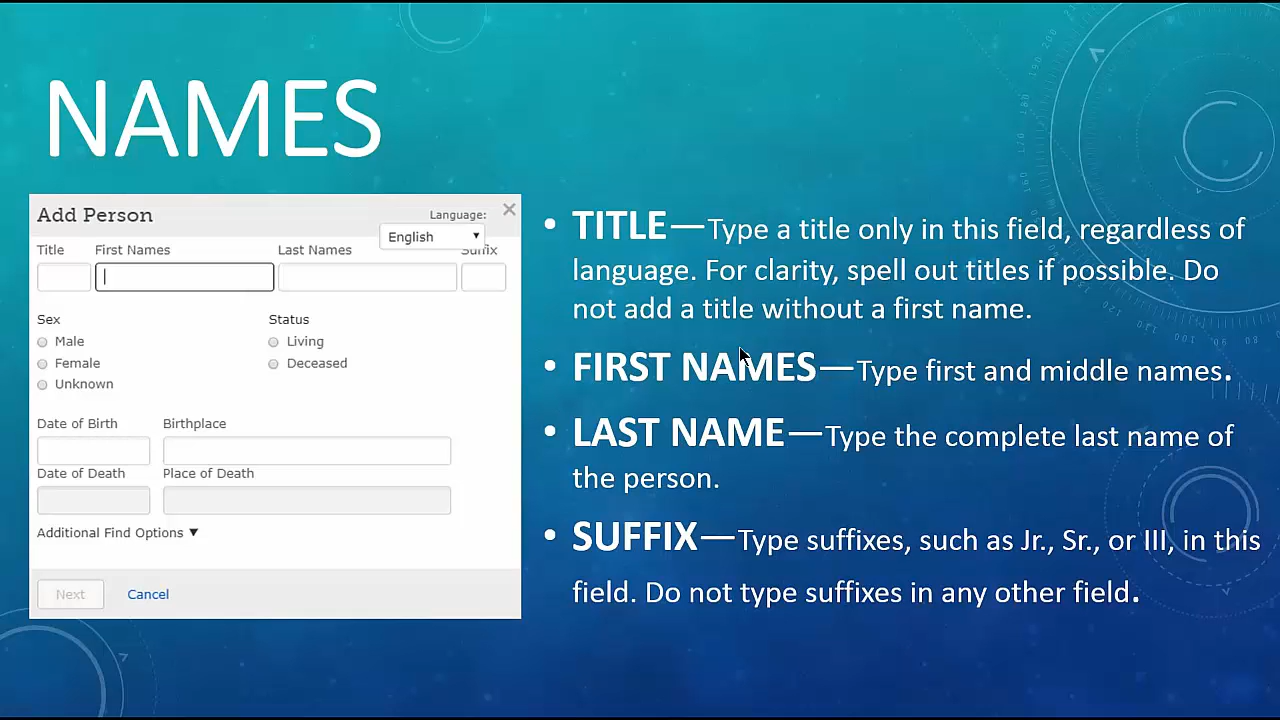 NAMES
Add Person
Language:
English
Title First Names Last Names Suffix
Sex Status
Male Living
Female Deceased
Unknown
Date of Birth Birthplace
Date of Death Place of Death
Additional Find Options ▼
Next Cancel
• TITLE—Type a title only in this field, regardless of
language. For clarity, spell out titles if possible. Do
not add a title without a first name.
• FIRST NAMES—Type first and middle names.
• LAST NAME—Type the complete last name of
the person.
• SUFFIX—Type suffixes, such as Jr., Sr., or III, in this
field. Do not type suffixes in any other field.